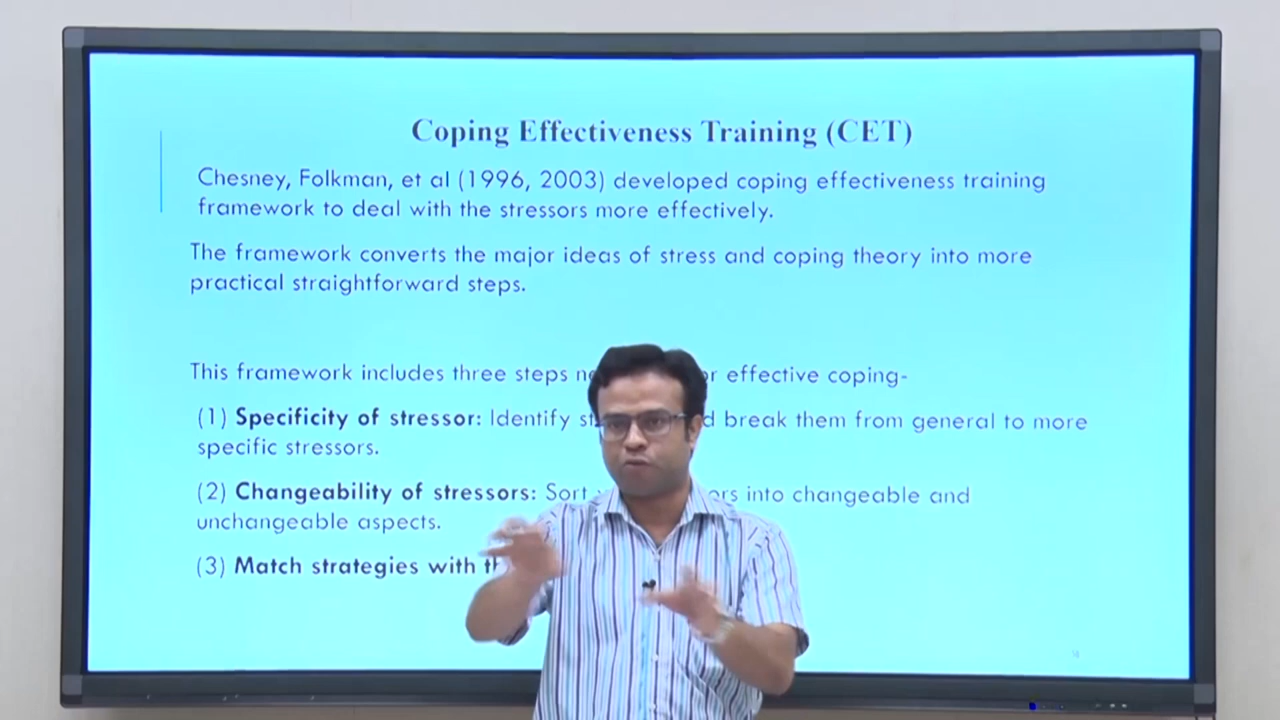 Coping Effectiveness Training (CET)
Chesney, Folkman, et al (1996, 2003) developed coping effectiveness training
framework to deal with the stressors more effectively.
The framework converts the major ideas of stress and coping theory into more
practical straightforward steps.
This framework includes three steps effective coping-
(1) Specificity of stressor: Identify break them from general to more
specific stressors.
(2) Changeability of stressors: Sort into changeable and
unchangeable aspects.
(3) Match strategies with